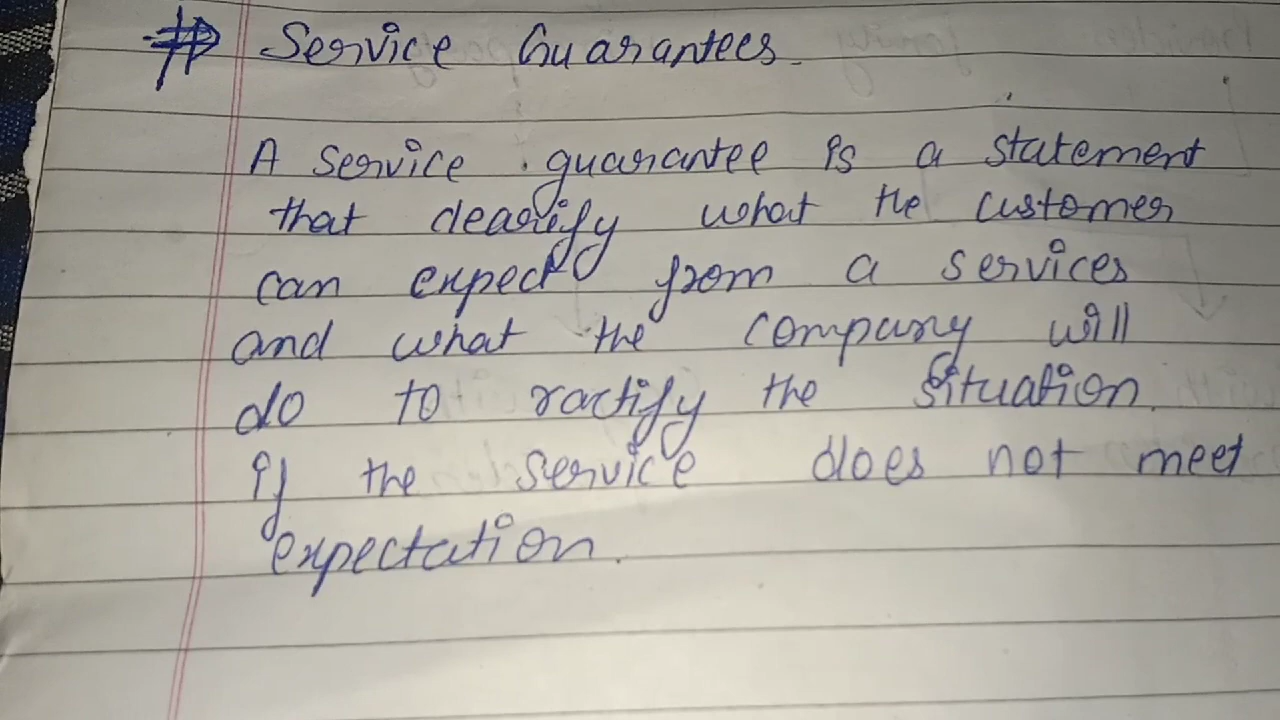 # Service Guarantees.
A service guarantee is a statement
that clearify what the customer
can expect from a services
and what the company will
do to ractify the situation.
if the service does not meet
expectation.